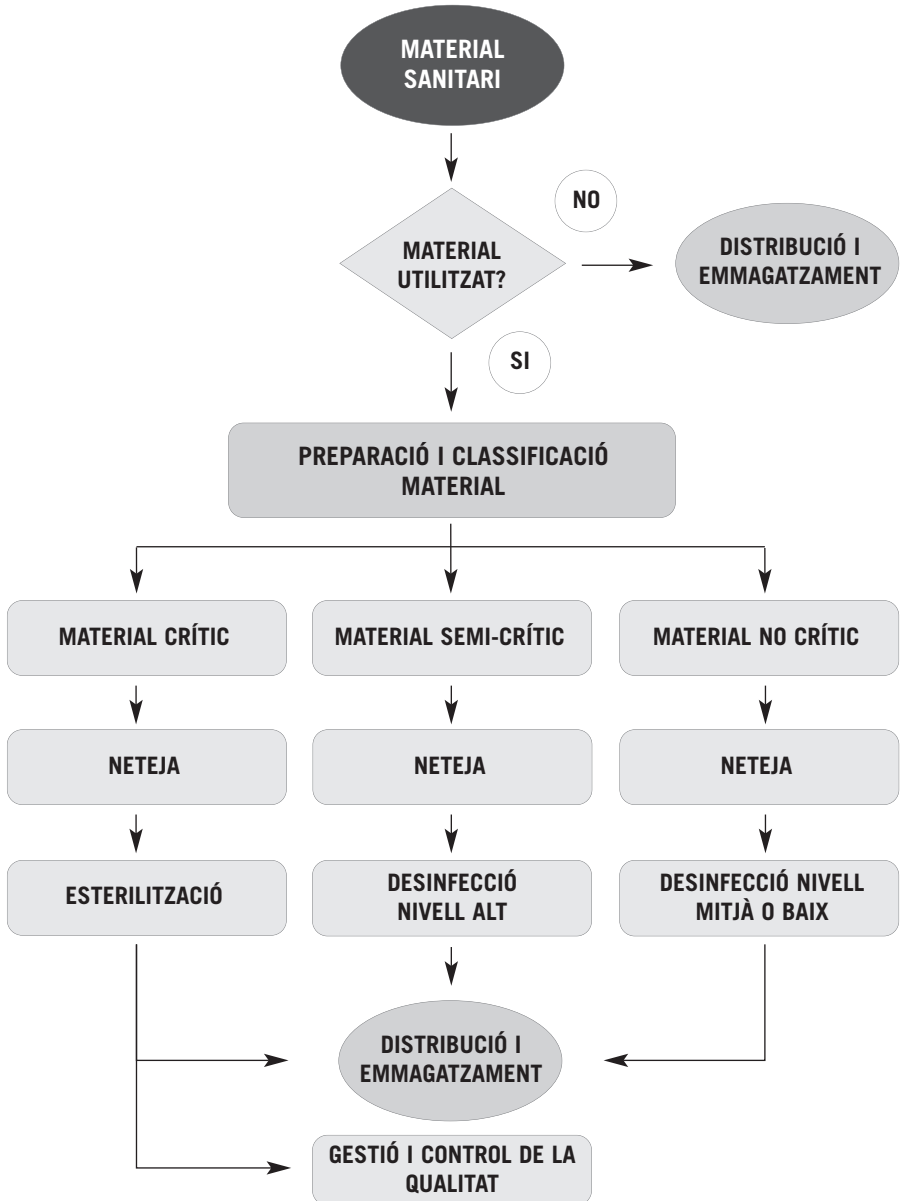 MATERIAL
SANITARI
NO
MATERIAL
UTILITZAT?
DISTRIBUCIÓ I
EMMAGATZAMENT
SI
PREPARACIÓ I CLASSIFICACIÓ
MATERIAL
MATERIAL CRÍTIC
MATERIAL SEMI-CRÍTIC
MATERIAL NO CRÍTIC
NETEJA
NETEJA
NETEJA
ESTERILITZACIÓ
DESINFECCIÓ
NIVELL ALT
DESINFECCIÓ NIVELL
MITJÀ O BAIX
DISTRIBUCIÓ I
EMMAGATZAMENT
GESTIÓ I CONTROL DE LA
QUALITAT